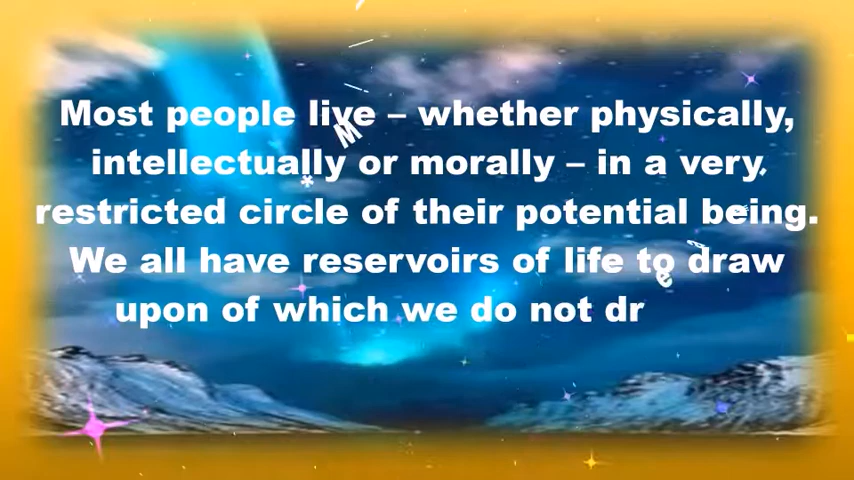 Most people live – whether physically,
intellectually or morally – in a very
restricted circle of their potential being.
We all have reservoirs of life to draw
upon of which we do not dr